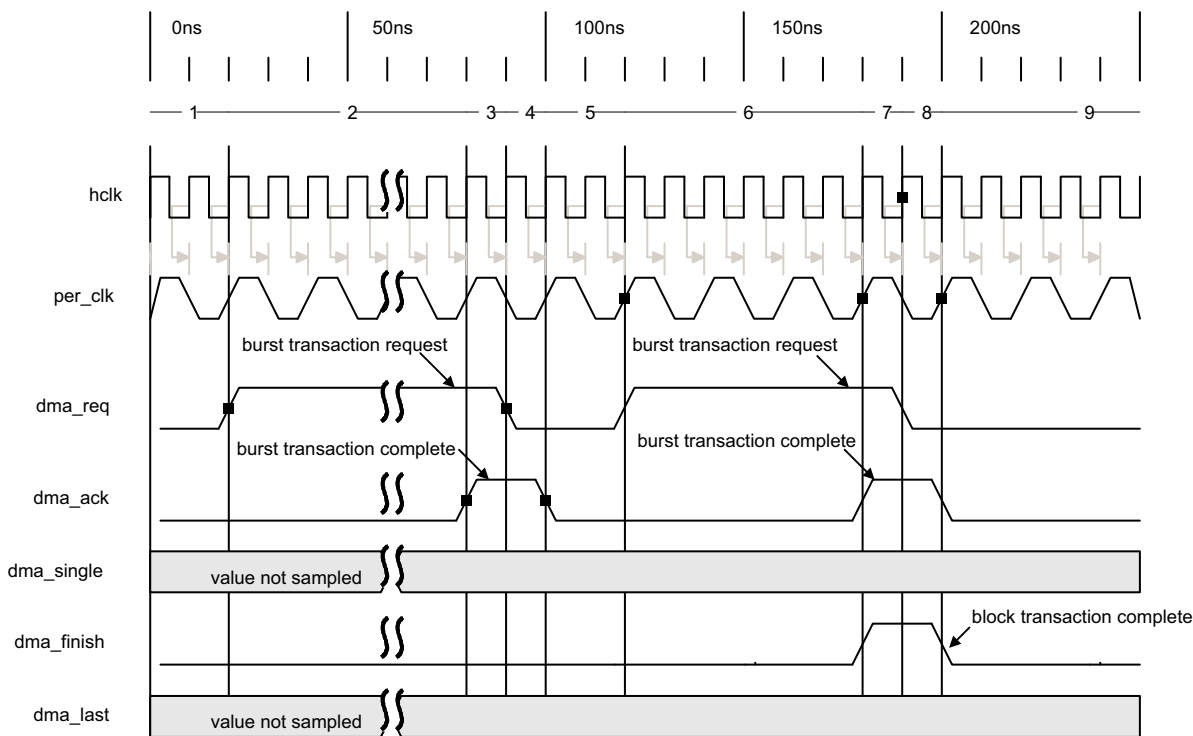 0ns 50ns 100ns 150ns 200ns
1 2 3 4 5 6 7 8 9
hclk
per_clk
burst transaction request burst transaction request
dma_req
burst transaction complete burst transaction complete
dma_ack
dma_single
value not sampled
block transaction complete
dma_finish
dma_last
value not sampled